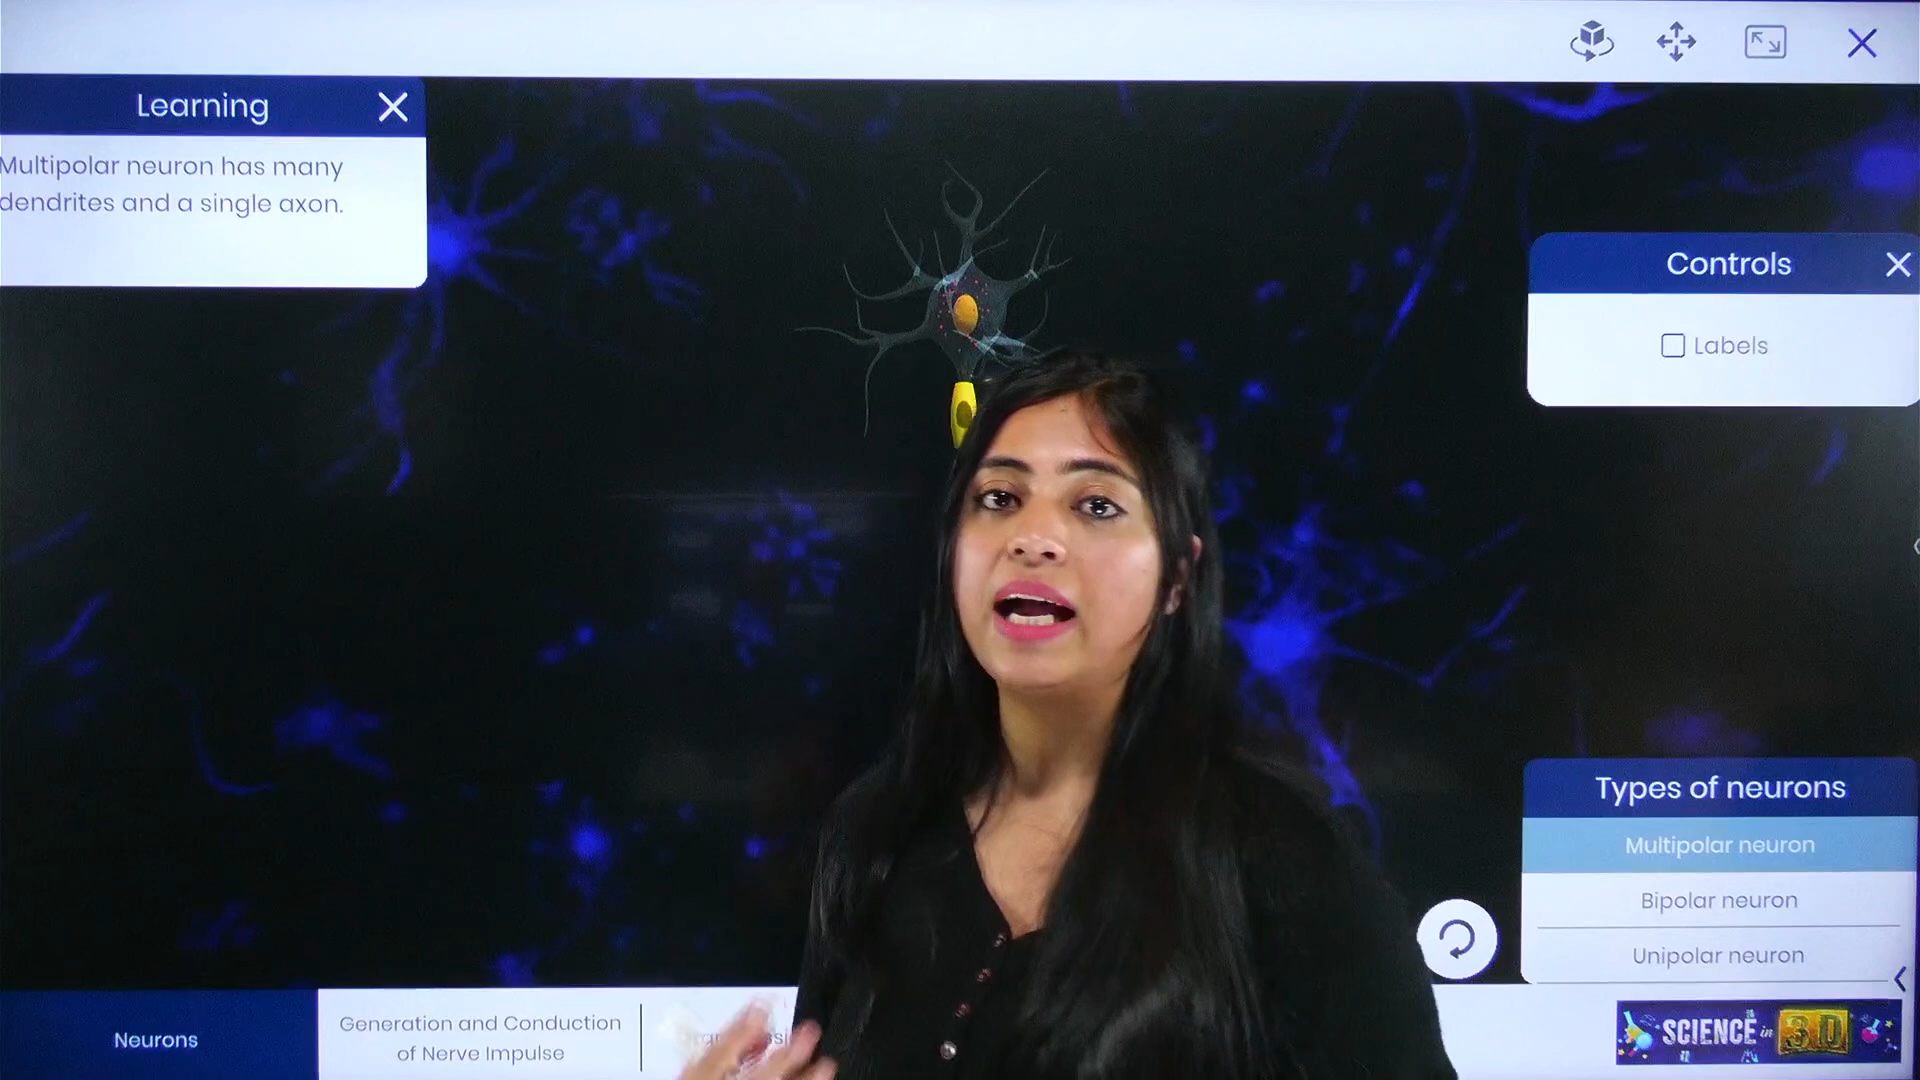 Learning
Multipolar neuron has many
dendrites and a single axon.
Controls
Labels
Types of neurons
Multipolar neuron
Bipolar neuron
Unipolar neuron
Neurons
Generation and Conduction
of Nerve Impulse
SCIENCE in 3D